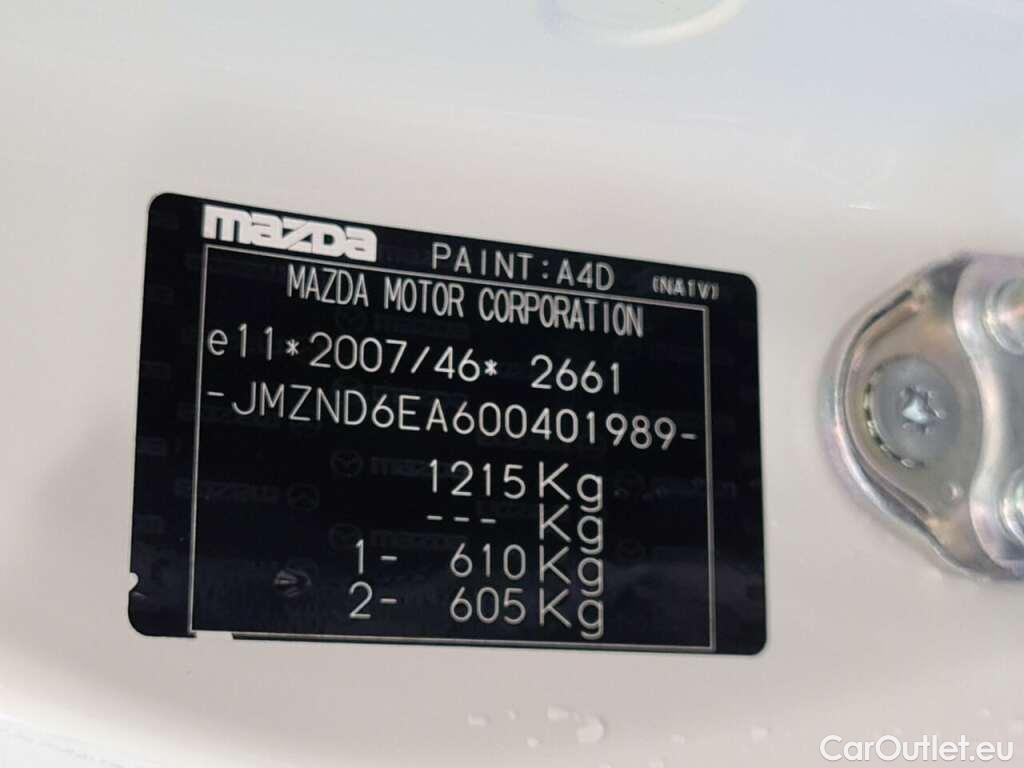 mazda PAINT:A4D (NA1V)
MAZDA MOTOR CORPORATION
e11*2007/46* 2661
-JMZND6EA600401989-
1215Kg
--- Kg
1- 610Kg
2- 605Kg
CarOutlet.eu